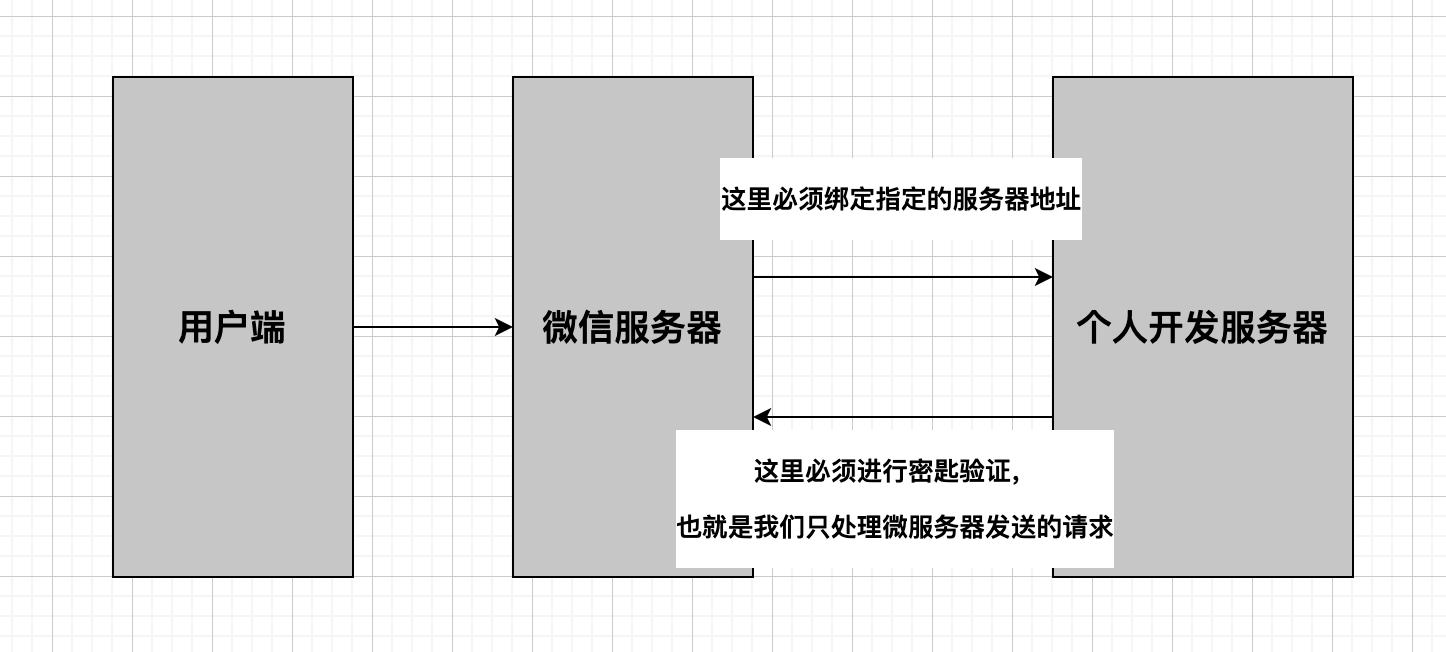 这里必须绑定指定的服务器地址
用户端
微信服务器
个人开发服务器
这里必须进行密匙验证，
也就是我们只处理微服务器发送的请求